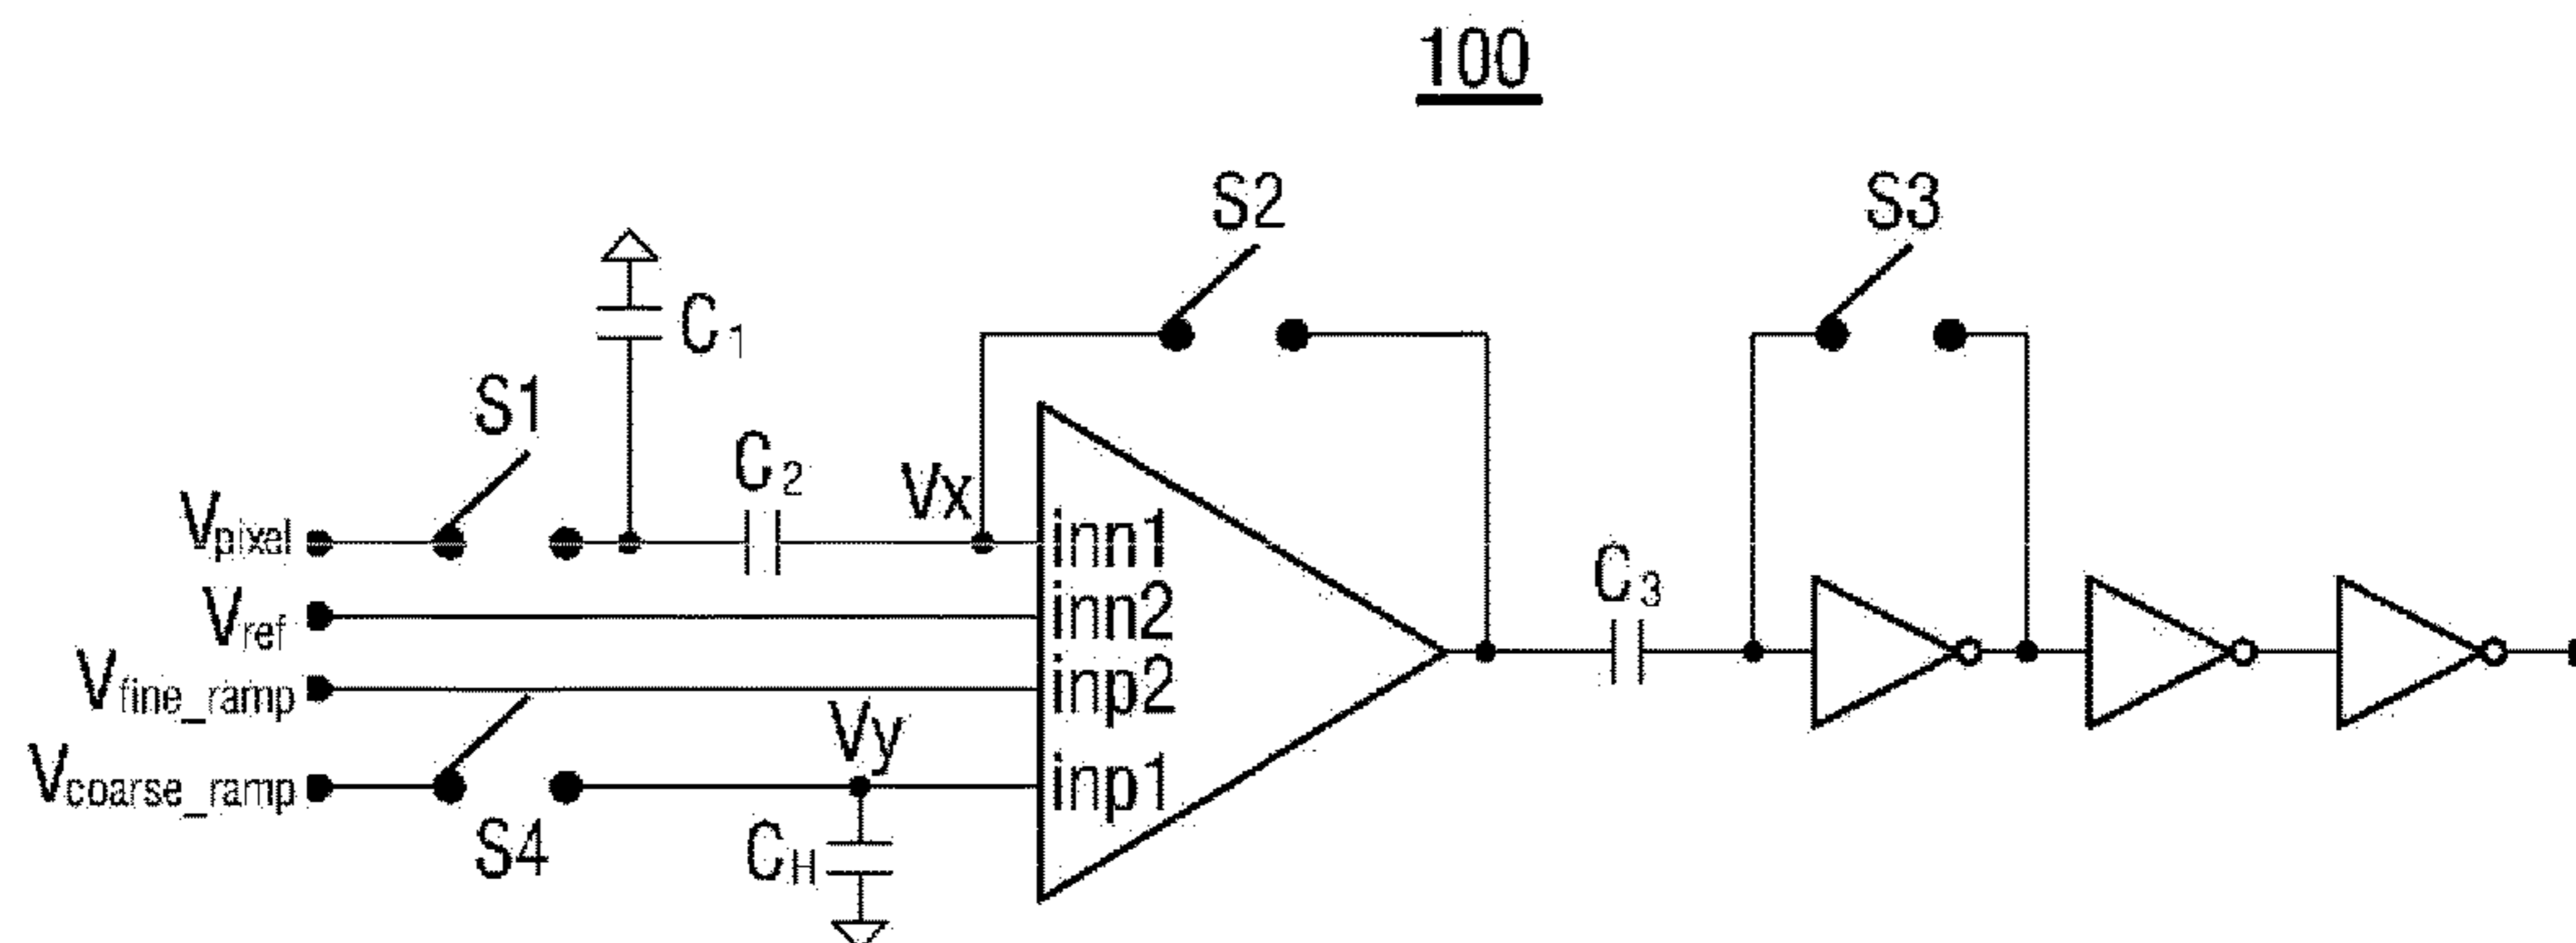 100
S2
S3
C1
S1
C2
Vx
Vpixel
inn1
C3
Vref
inn2
Vfine_ramp
inp2
Vy
Vcoarse_ramp
inp1
S4
CH